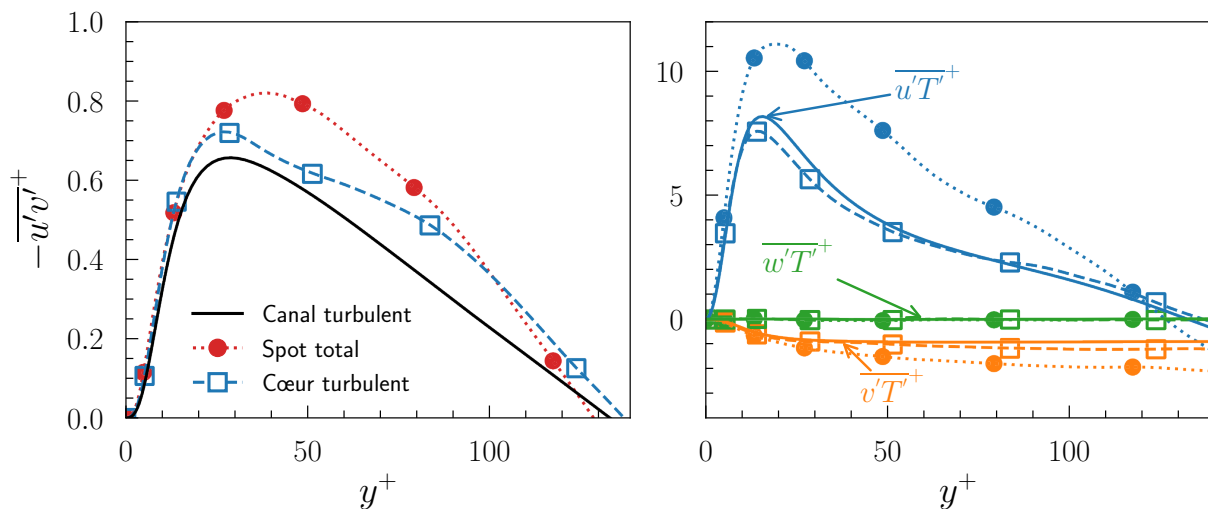 1.0
0.8
0.6
0.4
0.2
0.0
0
50
100
y⁺
−u′v′⁺
Canal turbulent
Spot total
Cœur turbulent
10
5
0
0
50
100
y⁺
u′T′⁺
w′T′⁺
v′T′⁺